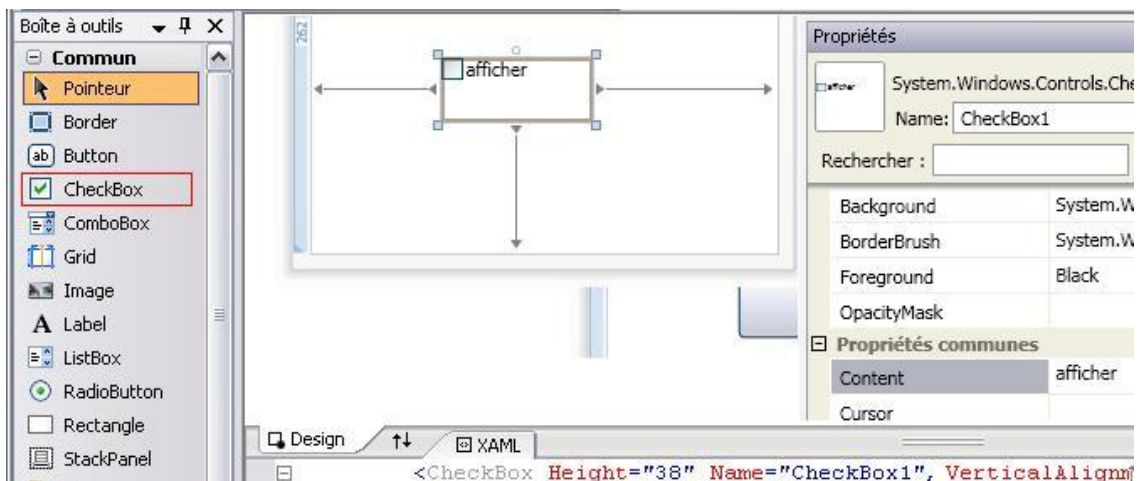 Boîte à outils
Commun
Pointeur
Border
Button
CheckBox
ComboBox
Grid
Image
Label
ListBox
RadioButton
Rectangle
StackPanel
262
afficher
Propriétés
System.Windows.Controls.Che
Name: CheckBox1
Rechercher :
Background System.W
BorderBrush System.W
Foreground Black
OpacityMask
Propriétés communes
Content afficher
Cursor
Design XAML
<CheckBox Height="38" Name="CheckBox1", VerticalAlignm